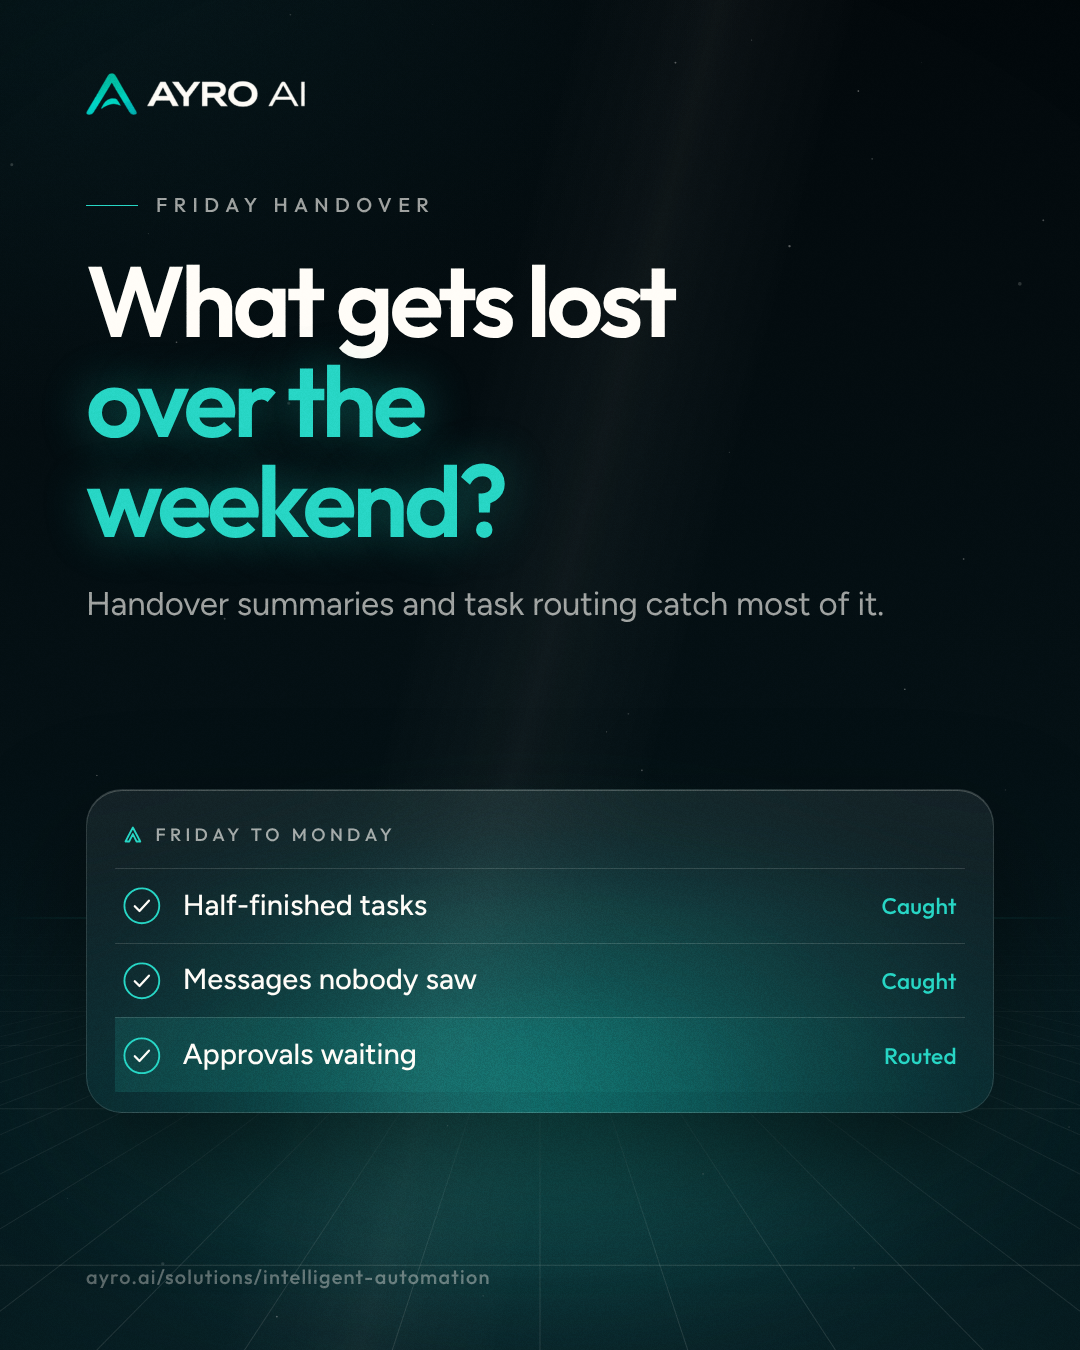 AYRO AI
FRIDAY HANDOVER
What gets lost
over the
weekend?
Handover summaries and task routing catch most of it.
FRIDAY TO MONDAY
Half-finished tasks
Caught
Messages nobody saw
Caught
Approvals waiting
Routed
ayro.ai/solutions/intelligent-automation